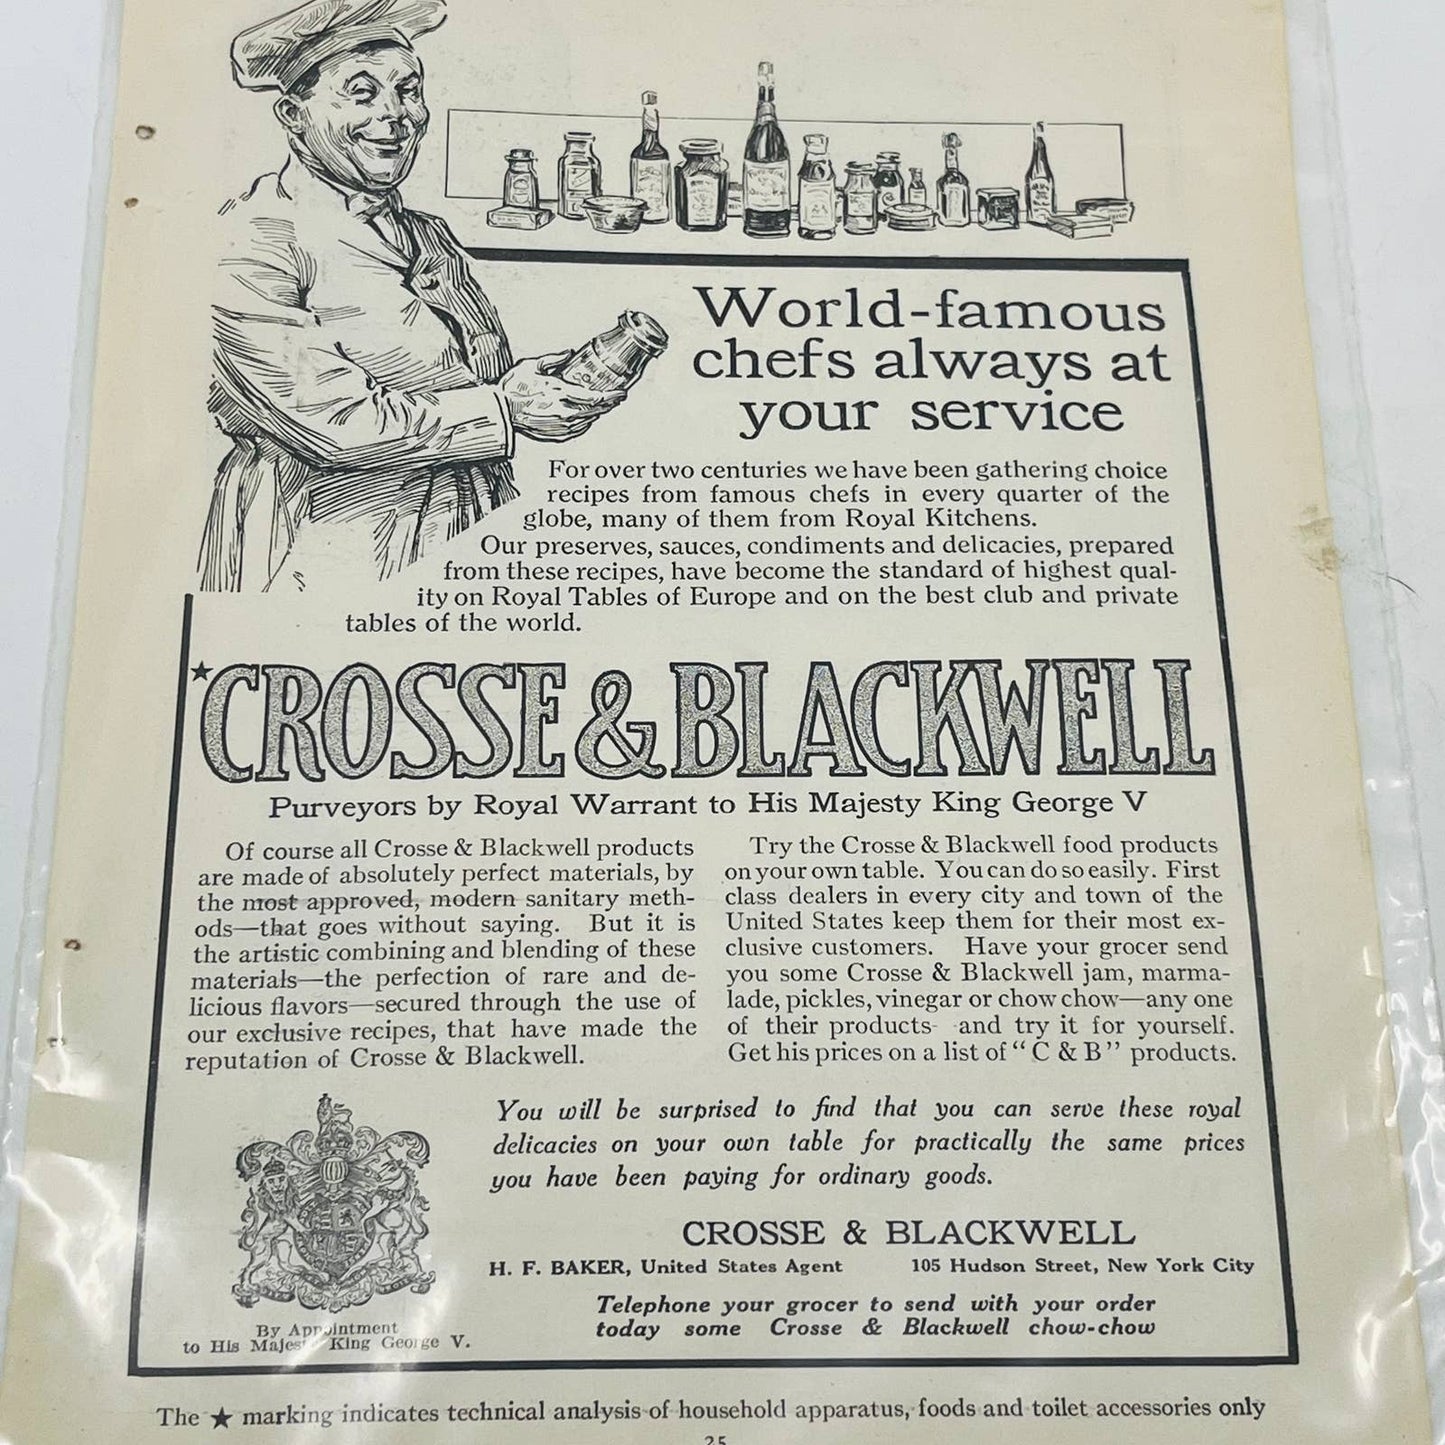 World-famous
chefs always at
your service
For over two centuries we have been gathering choice
recipes from famous chefs in every quarter of the
globe, many of them from Royal Kitchens.
Our preserves, sauces, condiments and delicacies, prepared
from these recipes, have become the standard of highest qual-
ity on Royal Tables of Europe and on the best club and private
tables of the world.
★CROSSE & BLACKWELL
Purveyors by Royal Warrant to His Majesty King George V
Of course all Crosse & Blackwell products
are made of absolutely perfect materials, by
the most approved, modern sanitary meth-
ods—that goes without saying. But it is
the artistic combining and blending of these
materials—the perfection of rare and de-
licious flavors—secured through the use of
our exclusive recipes, that have made the
reputation of Crosse & Blackwell.
Try the Crosse & Blackwell food products
on your own table. You can do so easily. First
class dealers in every city and town of the
United States keep them for their most ex-
clusive customers. Have your grocer send
you some Crosse & Blackwell jam, marma-
lade, pickles, vinegar or chow chow—any one
of their products- and try it for yourself.
Get his prices on a list of "C & B" products.
You will be surprised to find that you can serve these royal
delicacies on your own table for practically the same prices
you have been paying for ordinary goods.
CROSSE & BLACKWELL
H. F. BAKER, United States Agent 105 Hudson Street, New York City
Telephone your grocer to send with your order
today some Crosse & Blackwell chow-chow
By Appointment
to His Majesty King George V.
The ★ marking indicates technical analysis of household apparatus, foods and toilet accessories only
25